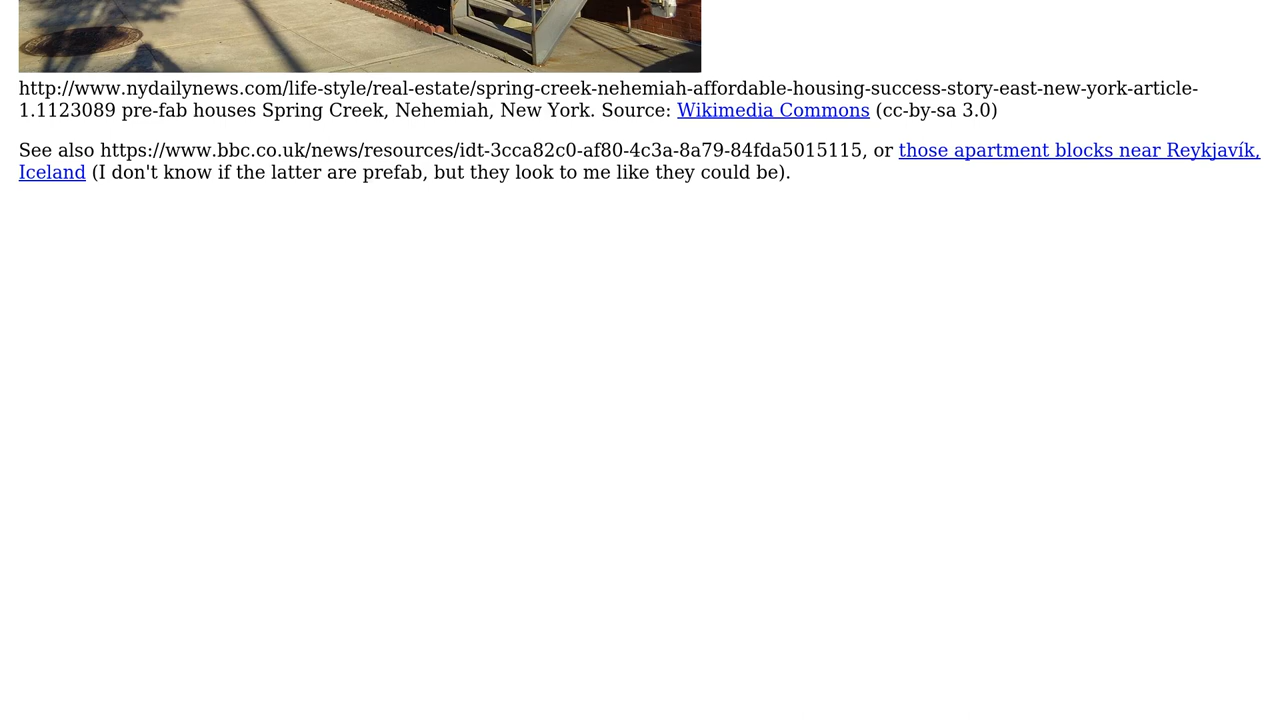 http://www.nydailynews.com/life-style/real-estate/spring-creek-nehemiah-affordable-housing-success-story-east-new-york-article-
1.1123089 pre-fab houses Spring Creek, Nehemiah, New York. Source: Wikimedia Commons (cc-by-sa 3.0)
See also https://www.bbc.co.uk/news/resources/idt-3cca82c0-af80-4c3a-8a79-84fda5015115, or those apartment blocks near Reykjavík,
Iceland (I don't know if the latter are prefab, but they look to me like they could be).